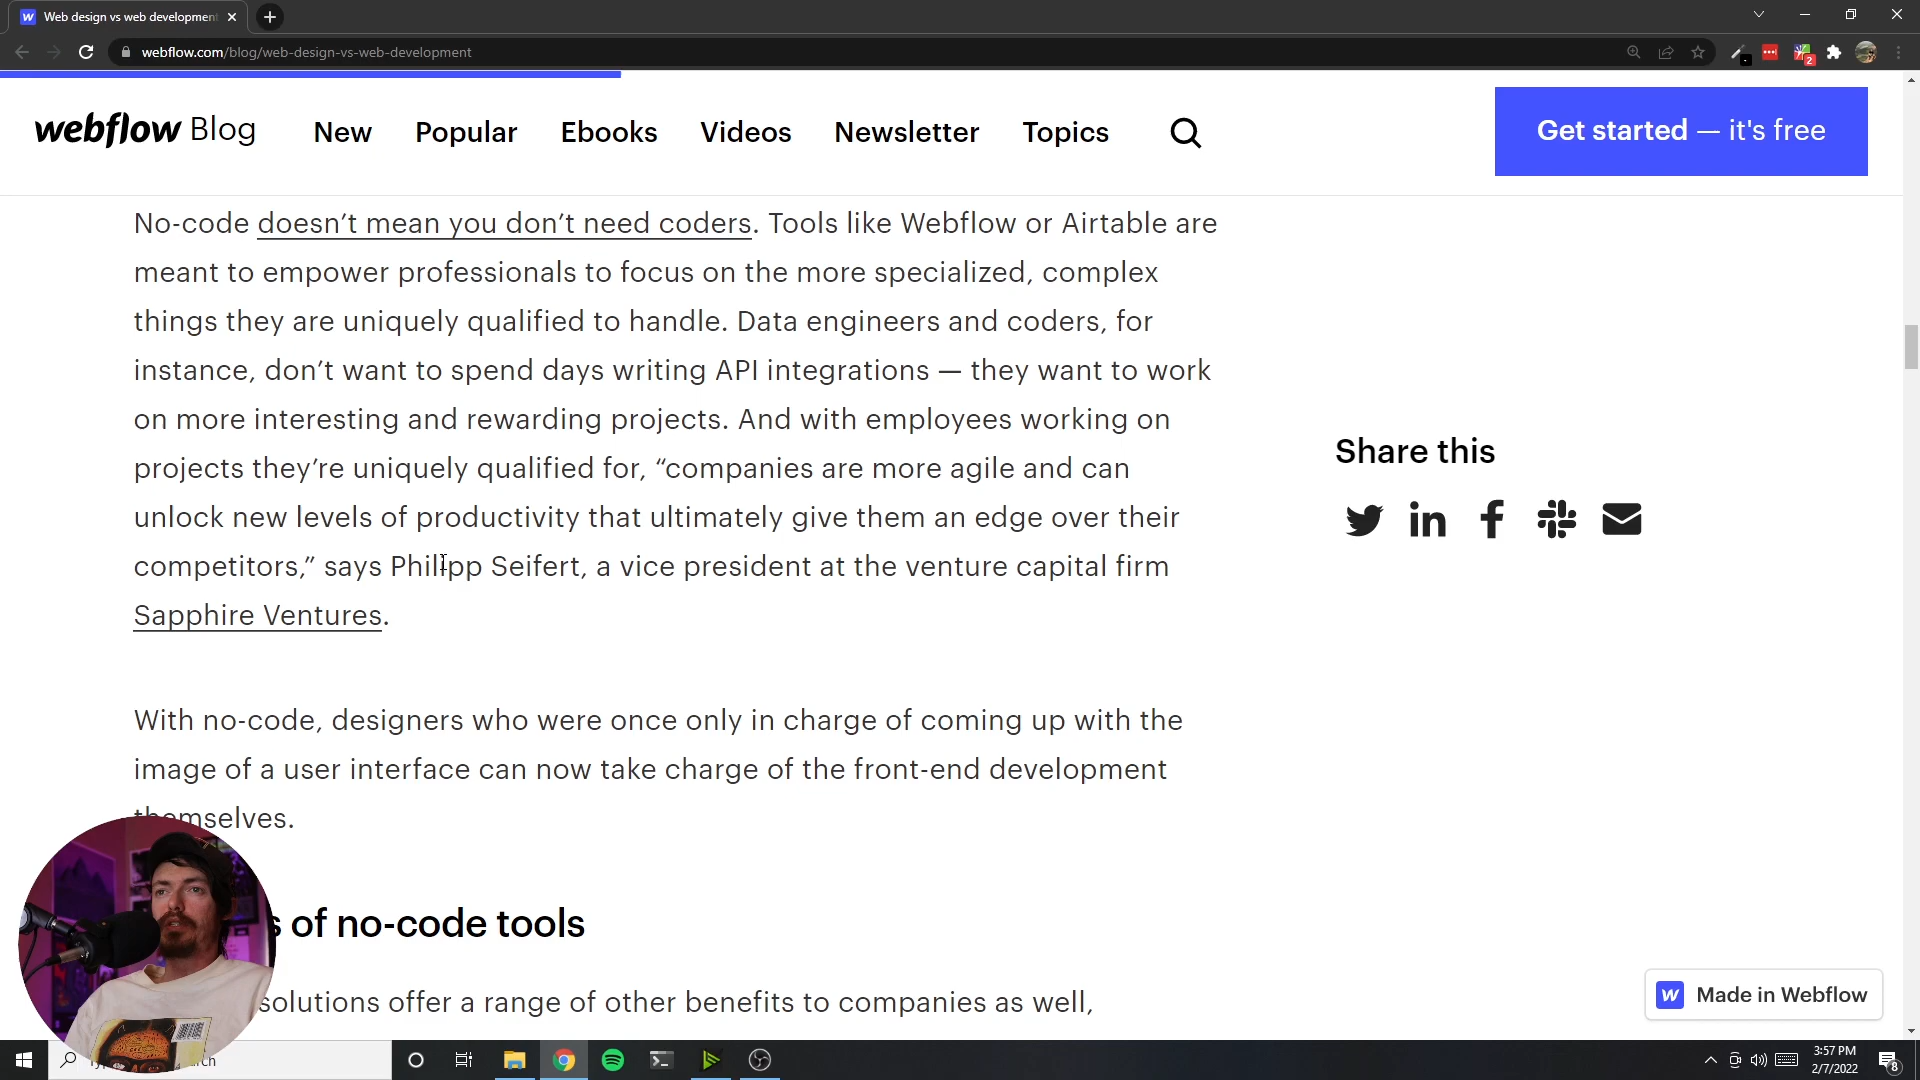 Web design vs web development
webflow.com/blog/web-design-vs-web-development
2
webflow Blog
New
Popular
Ebooks
Videos
Newsletter
Topics
Get started — it's free
No-code doesn’t mean you don’t need coders. Tools like Webflow or Airtable are
meant to empower professionals to focus on the more specialized, complex
things they are uniquely qualified to handle. Data engineers and coders, for
instance, don’t want to spend days writing API integrations — they want to work
on more interesting and rewarding projects. And with employees working on
projects they’re uniquely qualified for, “companies are more agile and can
unlock new levels of productivity that ultimately give them an edge over their
competitors,” says Philipp Seifert, a vice president at the venture capital firm
Sapphire Ventures.
Share this
With no-code, designers who were once only in charge of coming up with the
image of a user interface can now take charge of the front-end development
themselves.
of no-code tools
solutions offer a range of other benefits to companies as well,
Made in Webflow
3:57 PM
2/7/2022
8